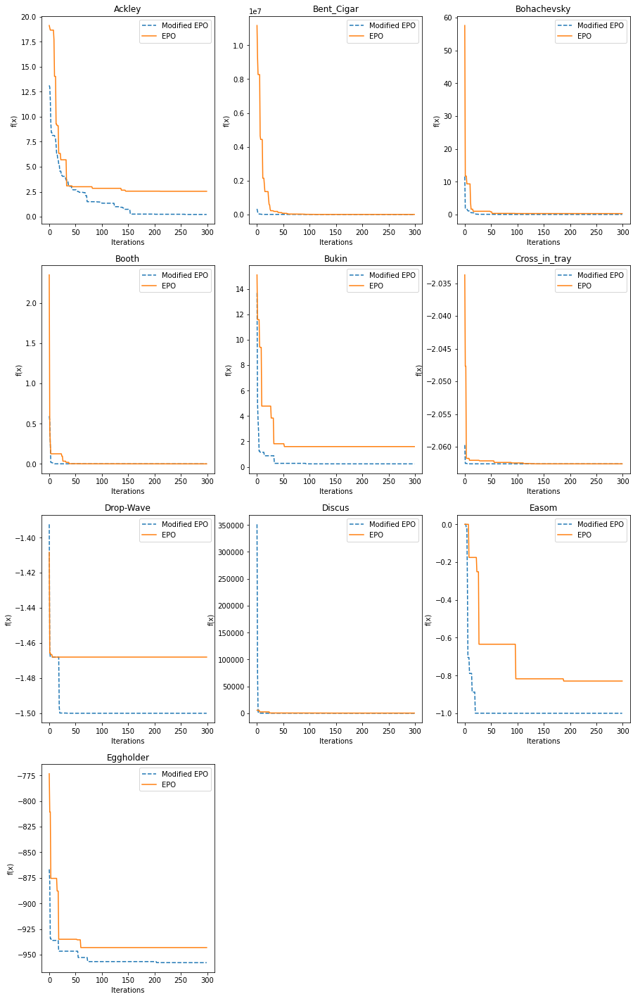 Ackley
20.0
17.5
15.0
12.5
10.0
7.5
5.0
2.5
0.0
f(x)
0 50 100 150 200 250 300
Iterations
Modified EPO
EPO
Bent_Cigar
1e7
1.0
0.8
0.6
0.4
0.2
0.0
f(x)
0 50 100 150 200 250 300
Iterations
Modified EPO
EPO
Bohachevsky
60
50
40
30
20
10
0
f(x)
0 50 100 150 200 250 300
Iterations
Modified EPO
EPO
Booth
2.0
1.5
1.0
0.5
0.0
f(x)
0 50 100 150 200 250 300
Iterations
Modified EPO
EPO
Bukin
14
12
10
8
6
4
2
0
f(x)
0 50 100 150 200 250 300
Iterations
Modified EPO
EPO
Cross_in_tray
−2.035
−2.040
−2.045
−2.050
−2.055
−2.060
f(x)
0 50 100 150 200 250 300
Iterations
Modified EPO
EPO
Drop-Wave
−1.40
−1.42
−1.44
−1.46
−1.48
−1.50
f(x)
0 50 100 150 200 250 300
Iterations
Modified EPO
EPO
Discus
350000
300000
250000
200000
150000
100000
50000
0
f(x)
0 50 100 150 200 250 300
Iterations
Modified EPO
EPO
Easom
0.0
−0.2
−0.4
−0.6
−0.8
−1.0
f(x)
0 50 100 150 200 250 300
Iterations
Modified EPO
EPO
Eggholder
−775
−800
−825
−850
−875
−900
−925
−950
f(x)
0 50 100 150 200 250 300
Iterations
Modified EPO
EPO